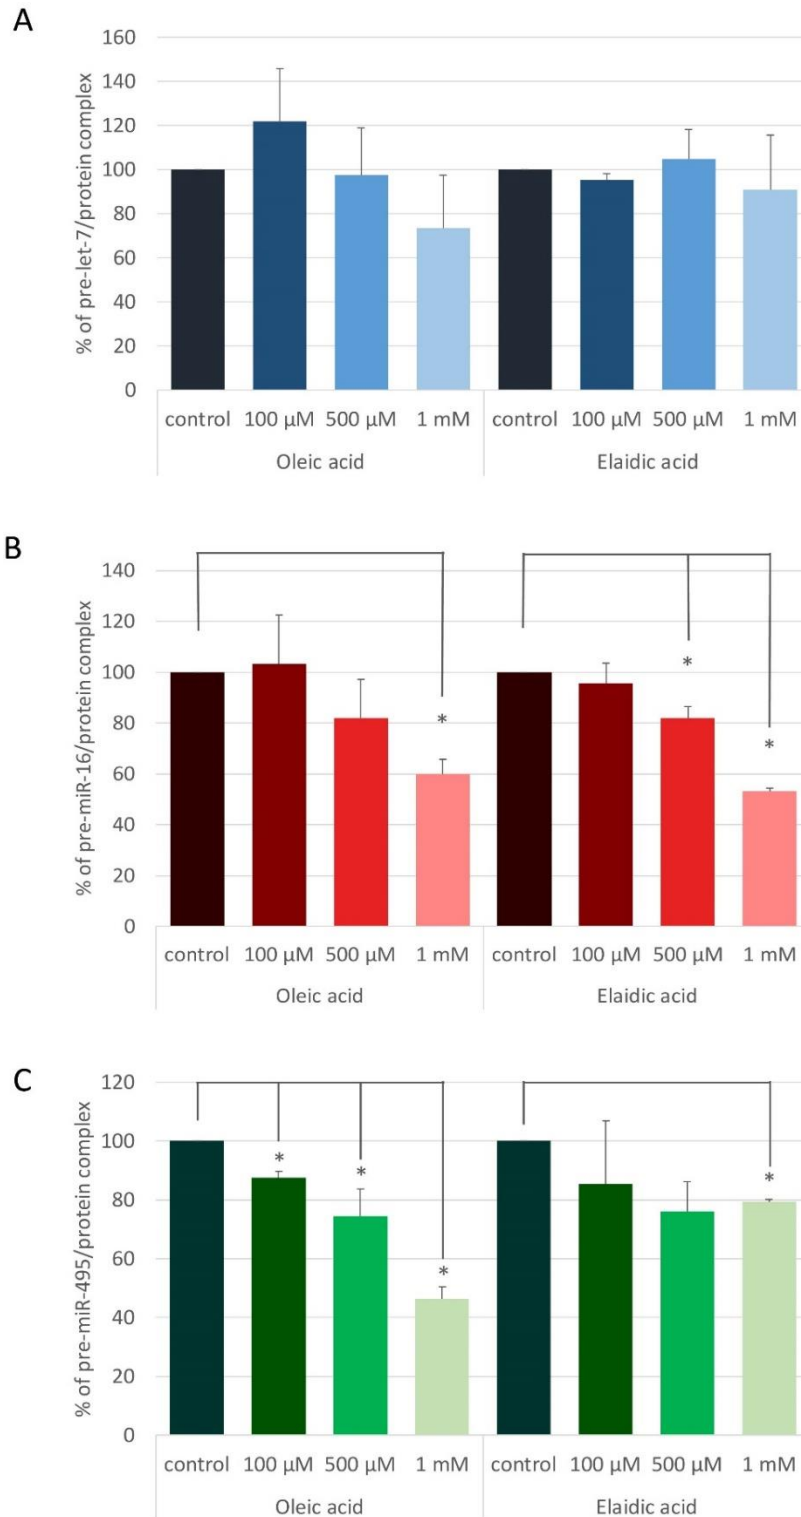 A
% of pre-let-7/protein complex
160
140
120
100
80
60
40
20
0
control 100 μM 500 μM 1 mM control 100 μM 500 μM 1 mM
Oleic acid Elaidic acid
B
% of pre-miR-16/protein complex
140
120
100
80
60
40
20
0
* * *
control 100 μM 500 μM 1 mM control 100 μM 500 μM 1 mM
Oleic acid Elaidic acid
C
% of pre-miR-495/protein complex
120
100
80
60
40
20
0
* * * *
control 100 μM 500 μM 1 mM control 100 μM 500 μM 1 mM
Oleic acid Elaidic acid